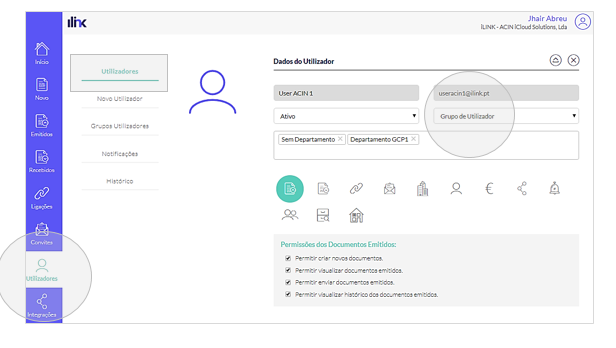 ilink
Jhair Abreu
iLINK - ACIN iCloud Solutions, Lda
Início
Novo
Emitidos
Recebidos
Ligações
Convites
Utilizadores
Integrações
Utilizadores
Novo Utilizador
Grupos Utilizadores
Notificações
Histórico
Dados do Utilizador
User ACIN 1
useracin1@ilink.pt
Ativo
Grupo de Utilizador
Sem Departamento × Departamento GCP1 ×
Permissões dos Documentos Emitidos:
Permitir criar novos documentos.
Permitir visualizar documentos emitidos.
Permitir enviar documentos emitidos.
Permitir visualizar histórico dos documentos emitidos.